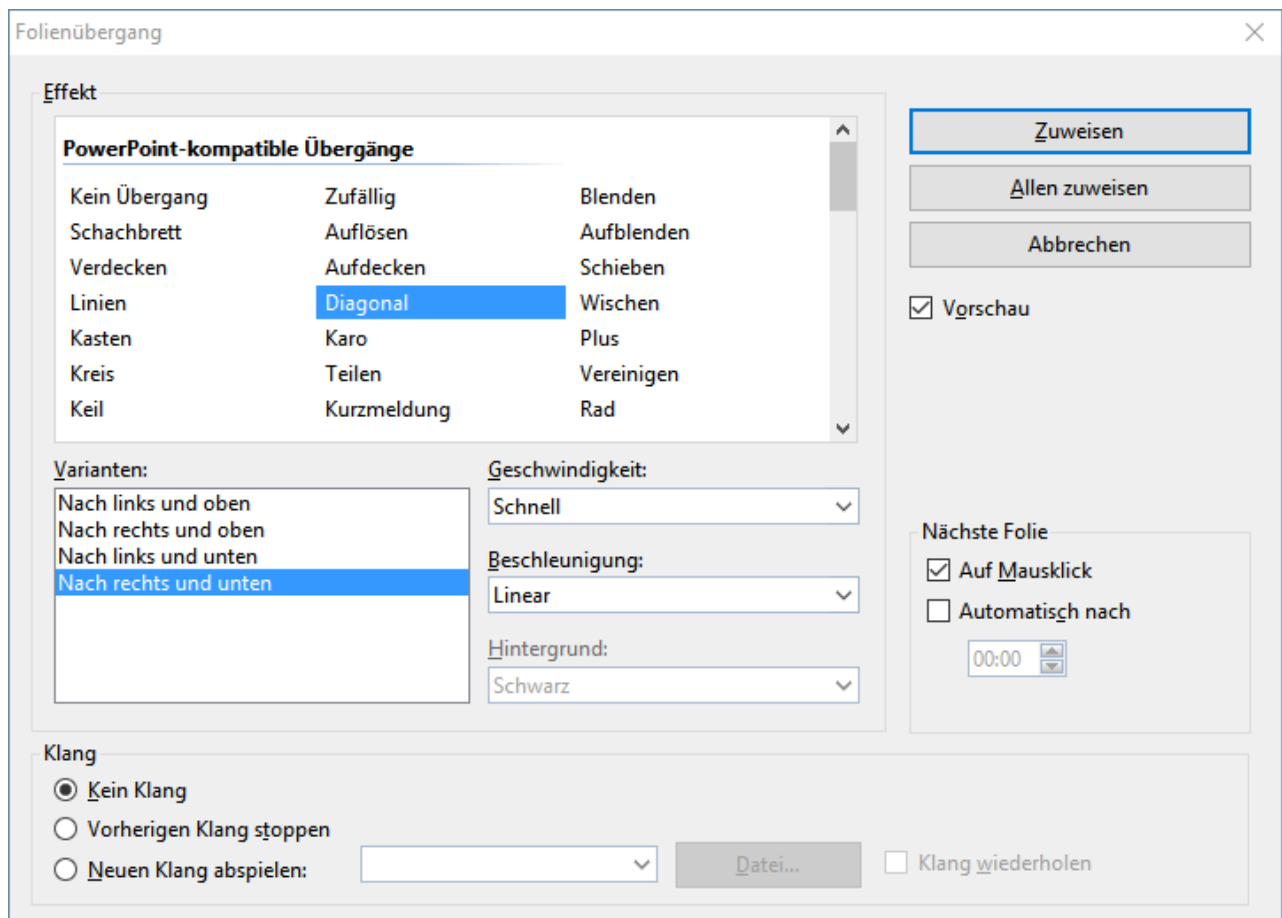 Folienübergang
Effekt
PowerPoint-kompatible Übergänge
Kein Übergang Zufällig Blenden
Schachbrett Auflösen Aufblenden
Verdecken Aufdecken Schieben
Linien Diagonal Wischen
Kasten Karo Plus
Kreis Teilen Vereinigen
Keil Kurzmeldung Rad
Zuweisen
Allen zuweisen
Abbrechen
Vorschau
Varianten:
Nach links und oben
Nach rechts und oben
Nach links und unten
Nach rechts und unten
Geschwindigkeit:
Schnell
Beschleunigung:
Linear
Hintergrund:
Schwarz
Nächste Folie
Auf Mausklick
Automatisch nach
00:00
Klang
Kein Klang
Vorherigen Klang stoppen
Neuen Klang abspielen: Datei... Klang wiederholen